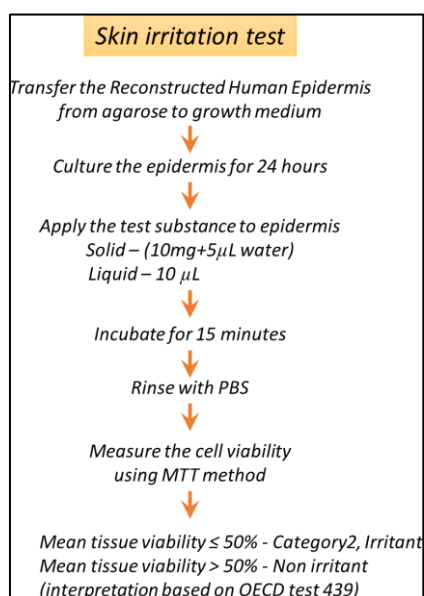 Skin irritation test
Transfer the Reconstructed Human Epidermis
from agarose to growth medium
Culture the epidermis for 24 hours
Apply the test substance to epidermis
Solid – (10mg+5μL water)
Liquid – 10 μL
Incubate for 15 minutes
Rinse with PBS
Measure the cell viability
using MTT method
Mean tissue viability ≤ 50% - Category2, Irritant
Mean tissue viability > 50% - Non irritant
(interpretation based on OECD test 439)